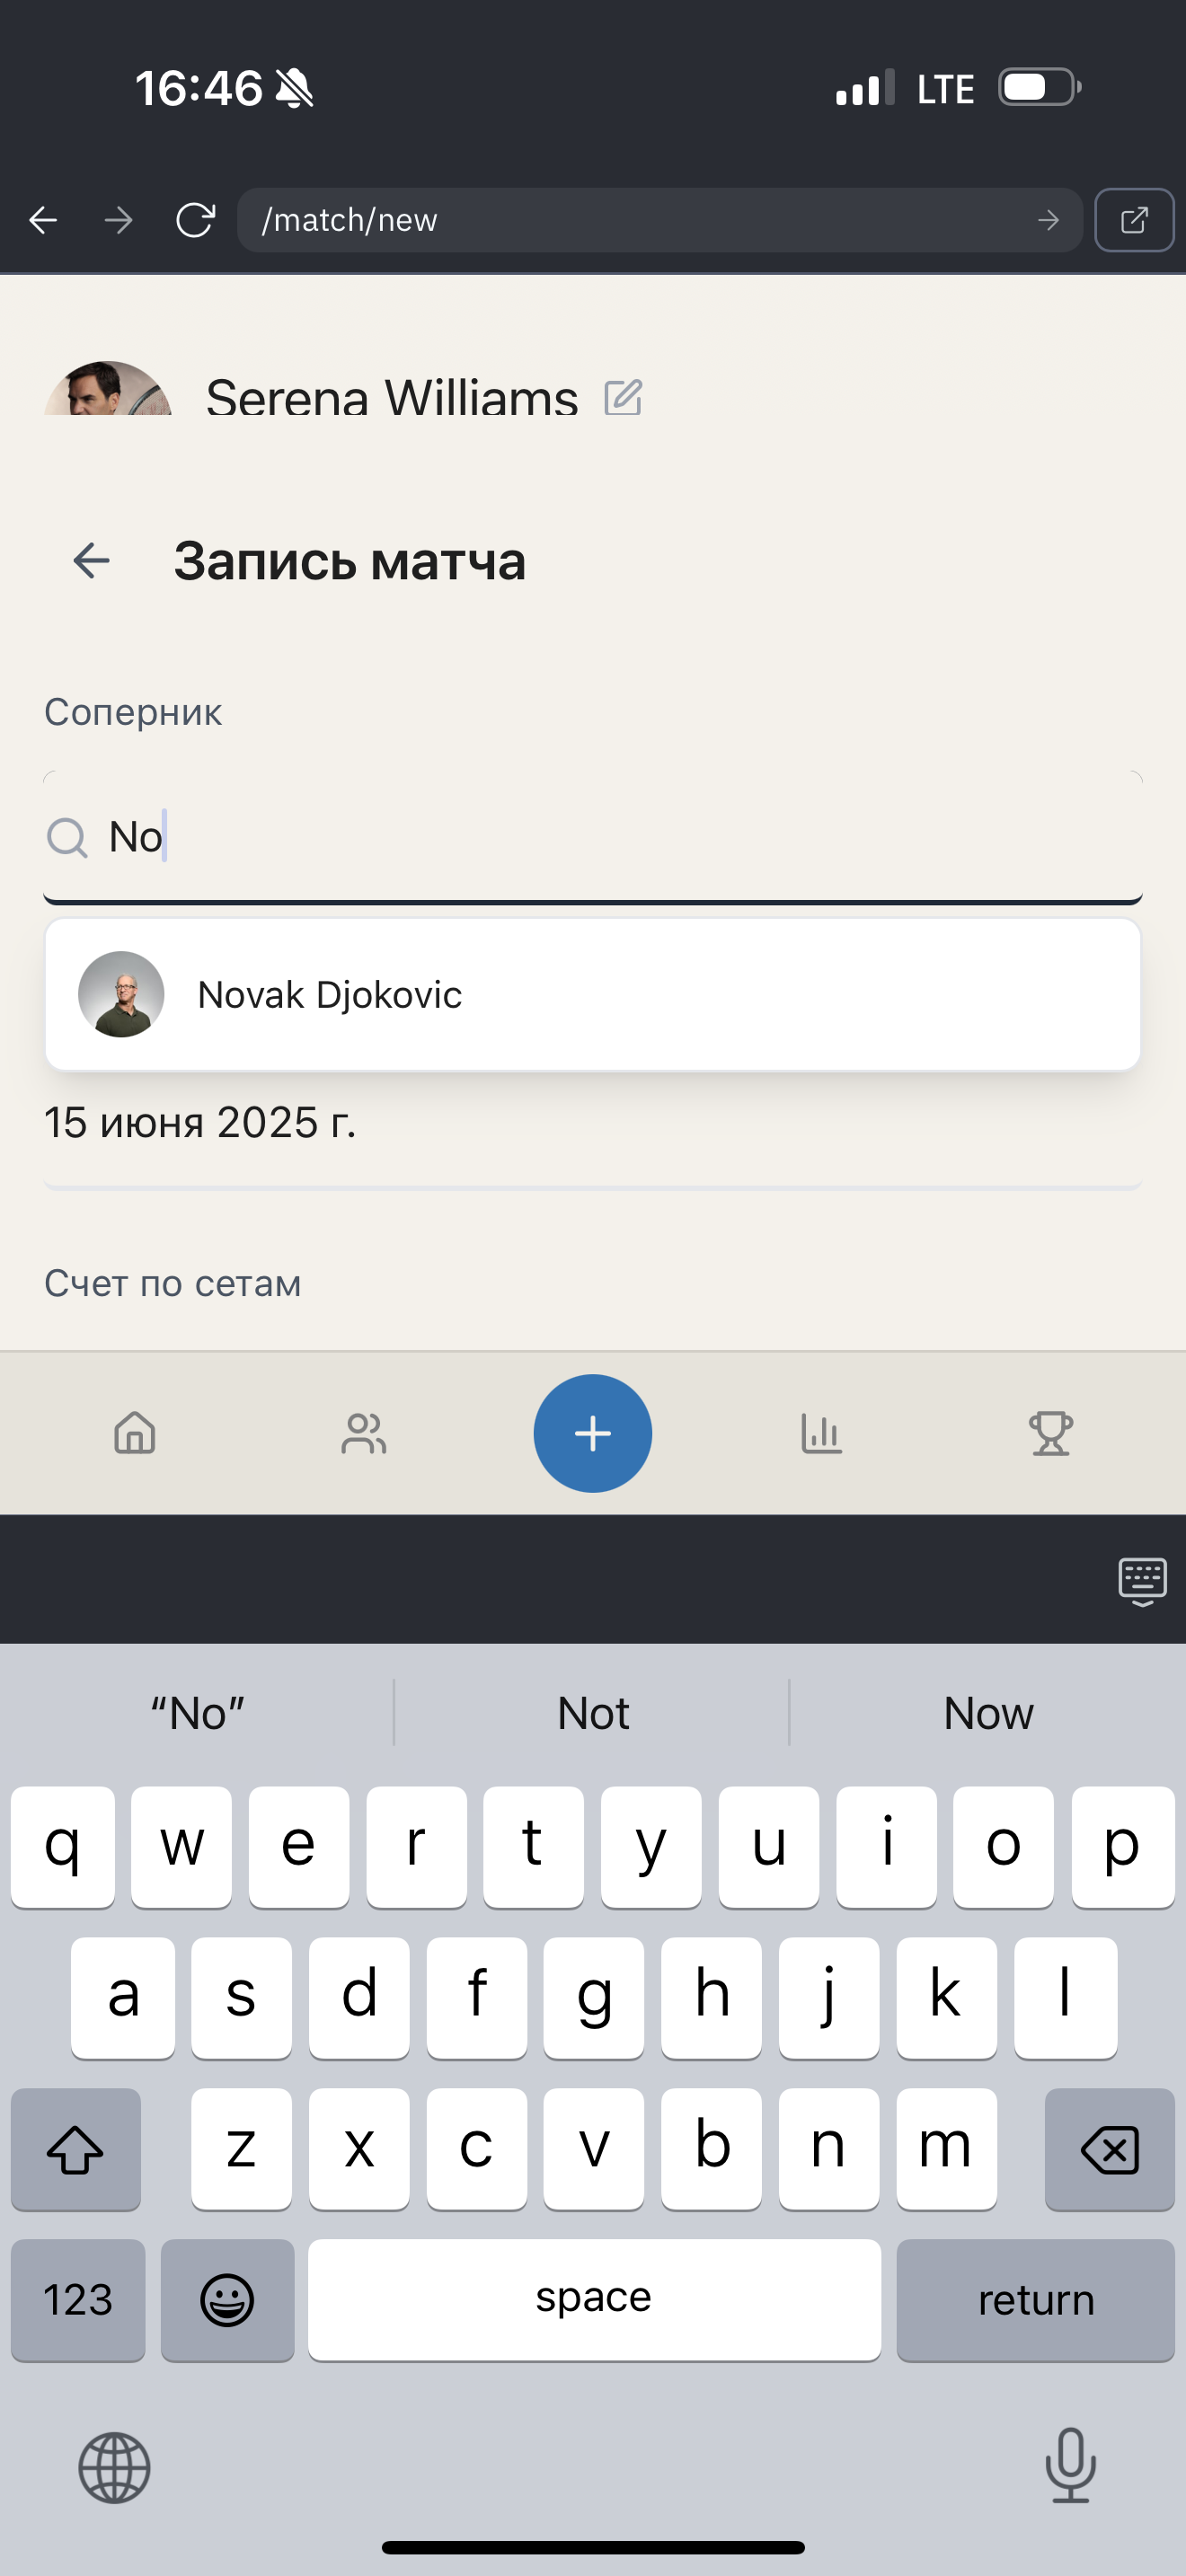 16:46
LTE
/match/new
Serena Williams
Запись матча
Соперник
No
Novak Djokovic
15 июня 2025 г.
Счет по сетам
“No” Not Now
q w e r t y u i o p
a s d f g h j k l
z x c v b n m
123 space return